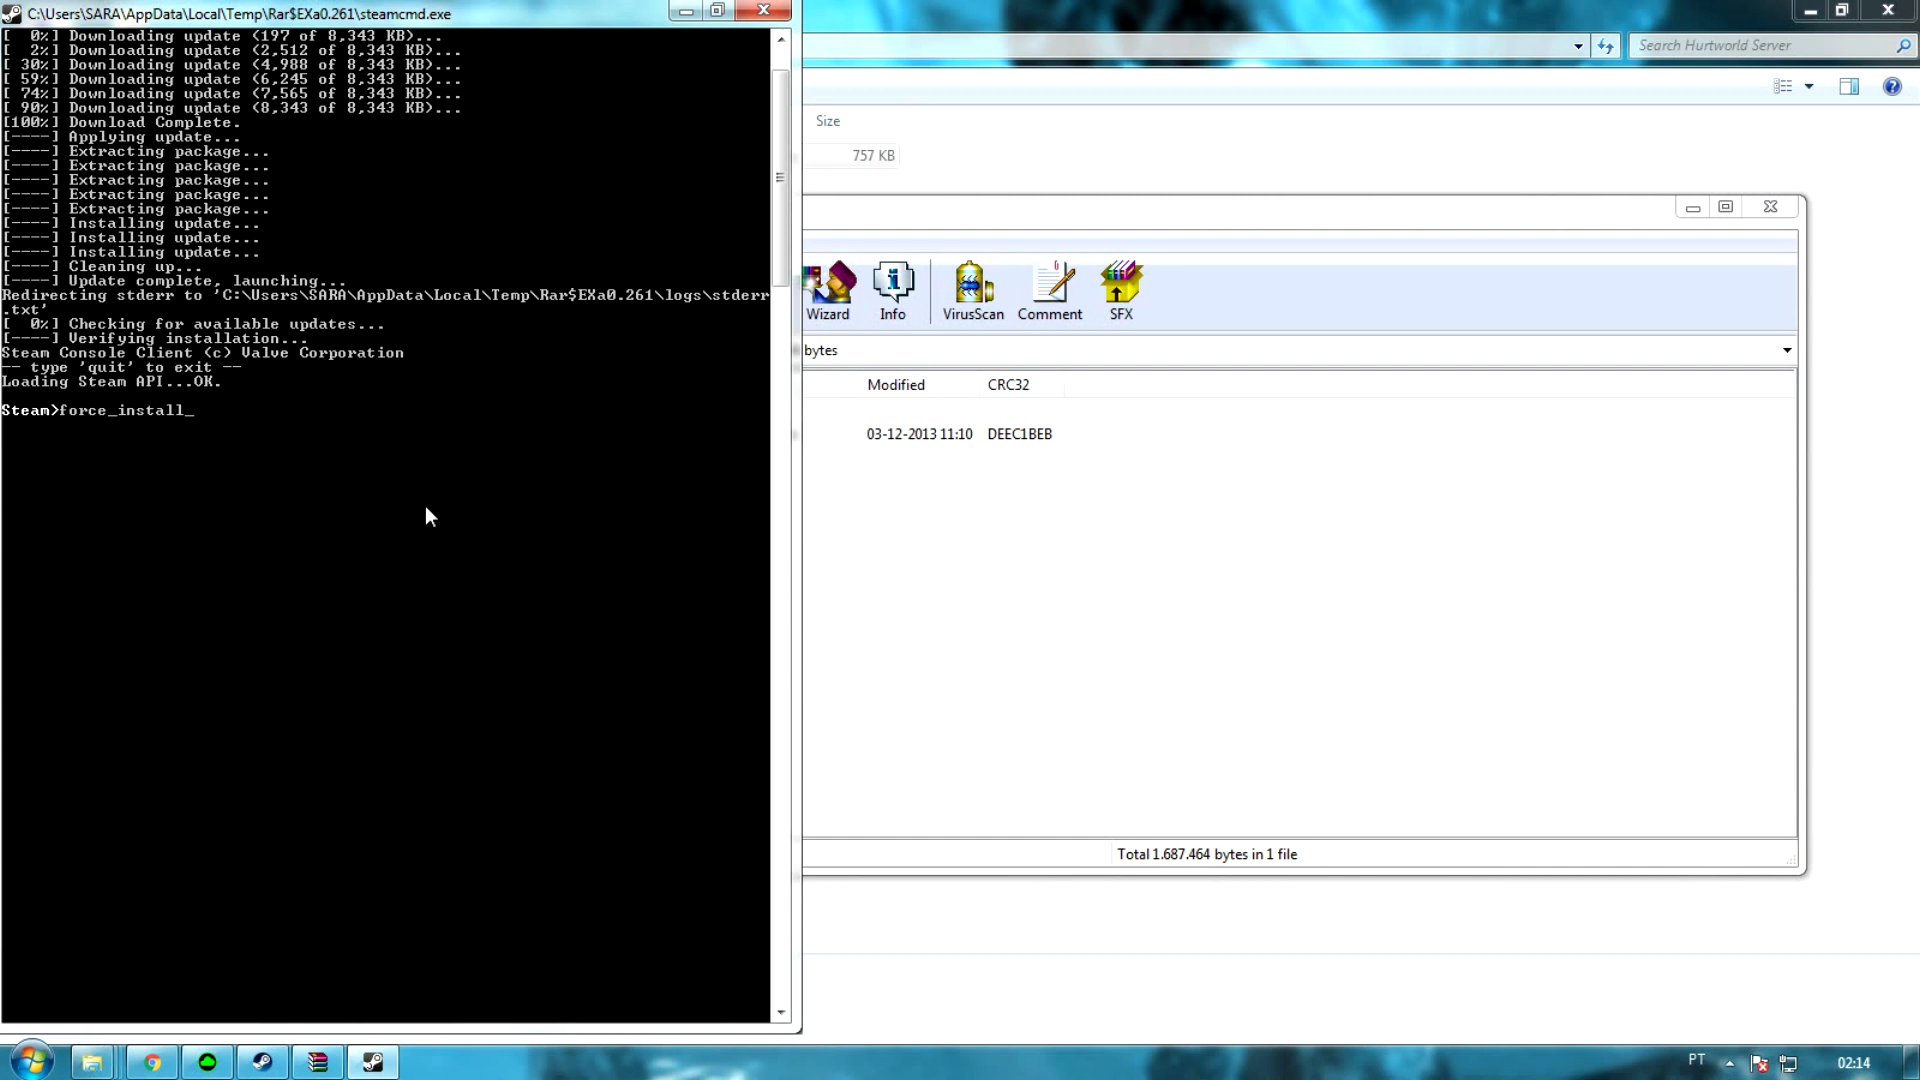 C:\Users\SARA\AppData\Local\Temp\Rar$EXa0.261\steamcmd.exe
[  0%] Downloading update (197 of 8,343 KB)...
[  2%] Downloading update (2,512 of 8,343 KB)...
[ 30%] Downloading update (4,988 of 8,343 KB)...
[ 59%] Downloading update (6,245 of 8,343 KB)...
[ 74%] Downloading update (7,565 of 8,343 KB)...
[ 90%] Downloading update (8,343 of 8,343 KB)...
[100%] Download Complete.
[----] Applying update...
[----] Extracting package...
[----] Extracting package...
[----] Extracting package...
[----] Extracting package...
[----] Extracting package...
[----] Installing update...
[----] Installing update...
[----] Installing update...
[----] Cleaning up...
[----] Update complete, launching...
Redirecting stderr to 'C:\Users\SARA\AppData\Local\Temp\Rar$EXa0.261\logs\stderr
.txt'
[  0%] Checking for available updates...
[----] Verifying installation...
Steam Console Client (c) Valve Corporation
-- type 'quit' to exit --
Loading Steam API...OK.
Steam>force_install_
Search Hurtworld Server
Size
757 KB
Wizard
Info
VirusScan
Comment
SFX
bytes
Modified
CRC32
03-12-2013 11:10
DEEC1BEB
Total 1.687.464 bytes in 1 file
PT
02:14